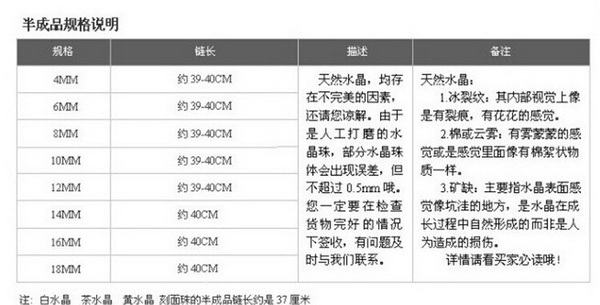 半成品规格说明
规格 链长 描述 备注
4MM 约 39-40CM
6MM 约 39-40CM
8MM 约 39-40CM
10MM 约 39-40CM
12MM 约 39-40CM
14MM 约 40CM
16MM 约 40CM
18MM 约 40CM
天然水晶，均存
在不完美的因素，
还请您谅解。由于
是人工打磨的水
晶珠，部分水晶珠
体会出现误差，但
不超过 0.5mm 哦。
您一定要在检查
货物完好的情况
下签收，有问题及
时与我们联系。
天然水晶：
1.冰裂纹：其内部视觉上像
是有裂痕，有花花的感觉。
2.棉或云雾：有雾蒙蒙的感
觉或是感觉里面像有棉絮状物
质一样。
3.矿缺：主要指水晶表面感
觉像坑洼的地方，是水晶在成
长过程中自然形成的而非是人
为造成的损伤。
详情请看买家必读哦！
注: 白水晶 茶水晶 黄水晶 刻面珠的半成品链长约是 37 厘米